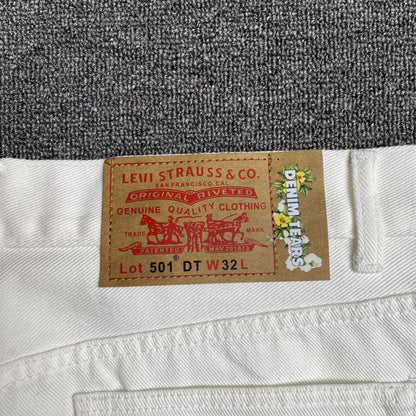 LEVI STRAUSS & CO.
SAN FRANCISCO, CAL.
ORIGINAL RIVETED
GENUINE QUALITY CLOTHING
TRADE MARK
PATENTED MAY 20 1873
Lot 501® DT W 32 L
DENIM TEARS